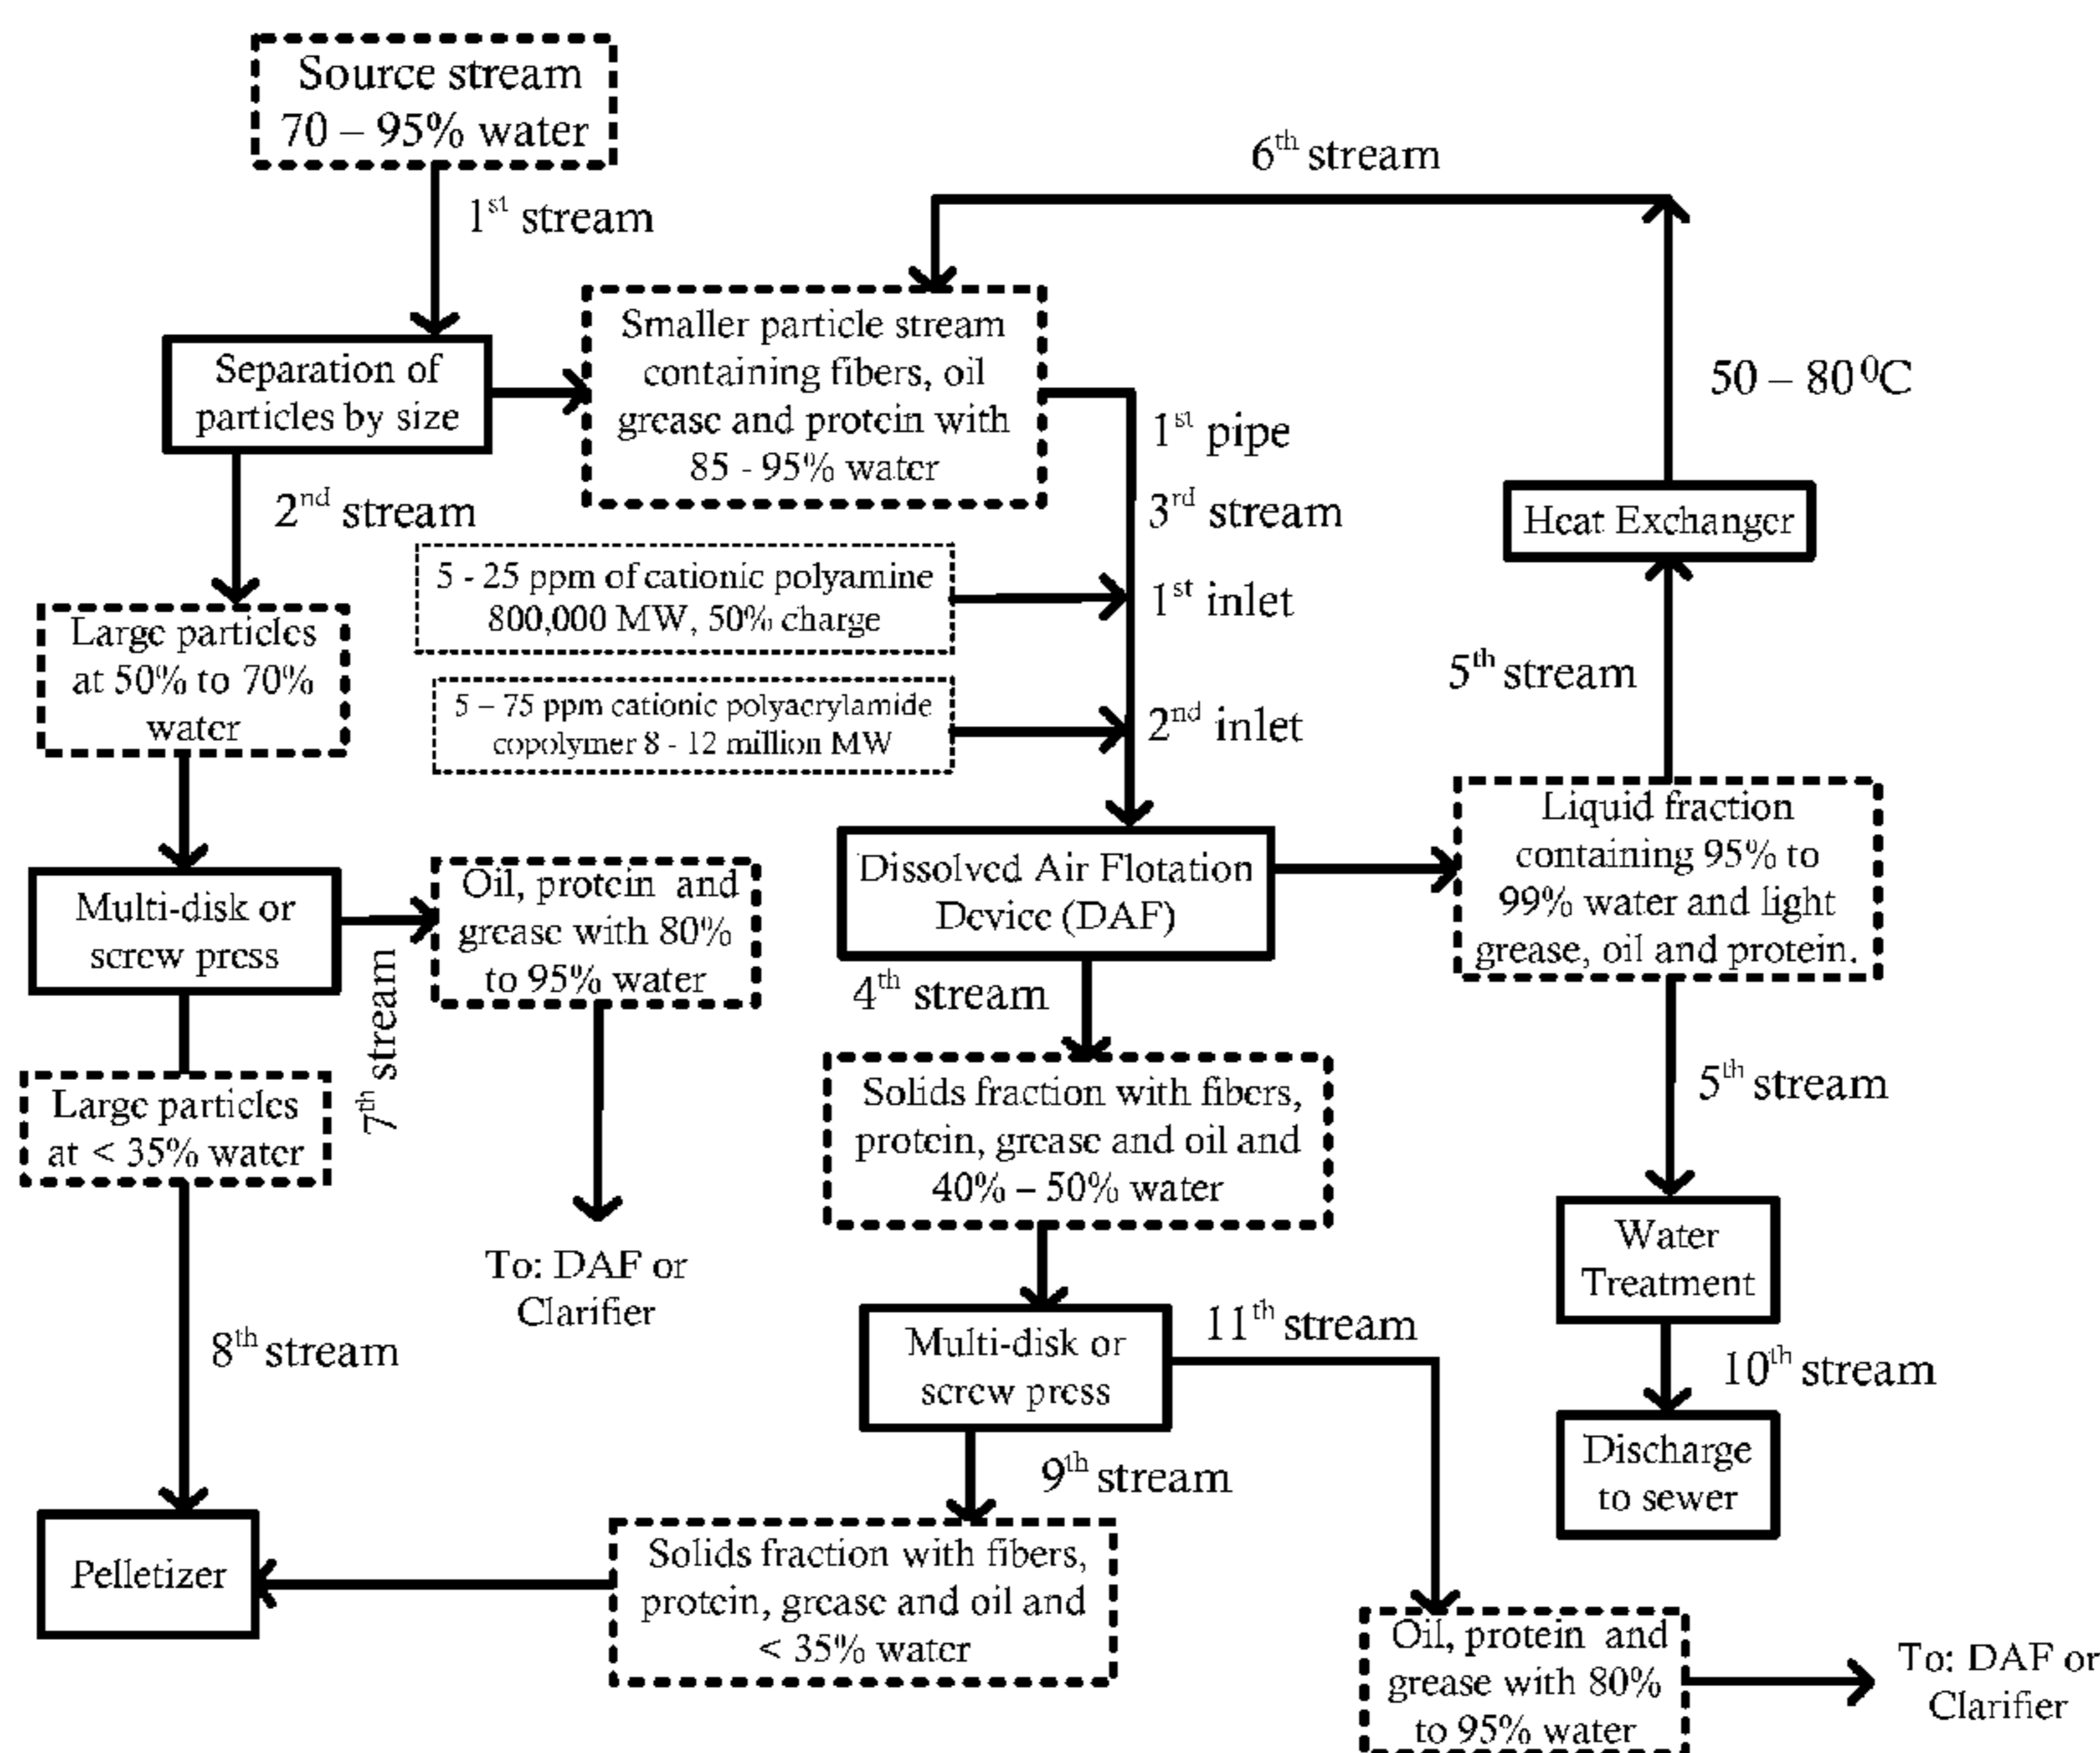 Source stream
70 – 95% water
1st stream
6th stream
Separation of
particles by size
Smaller particle stream
containing fibers, oil
grease and protein with
85 - 95% water
50 – 80 ⁰C
1st pipe
3rd stream
Heat Exchanger
2nd stream
5 - 25 ppm of cationic polyamine
800,000 MW, 50% charge
1st inlet
Large particles
at 50% to 70%
water
5th stream
5 – 75 ppm cationic polyacrylamide
copolymer 8 - 12 million MW
2nd inlet
Liquid fraction
containing 95% to
99% water and light
grease, oil and protein.
Multi-disk or
screw press
Oil, protein and
grease with 80%
to 95% water
Dissolved Air Flotation
Device (DAF)
7th stream
4th stream
5th stream
Large particles
at < 35% water
Solids fraction with fibers,
protein, grease and oil and
40% – 50% water
To: DAF or
Clarifier
Water
Treatment
8th stream
Multi-disk or
screw press
11th stream
10th stream
9th stream
Discharge
to sewer
Pelletizer
Solids fraction with fibers,
protein, grease and oil and
< 35% water
Oil, protein and
grease with 80%
to 95% water
To: DAF or
Clarifier